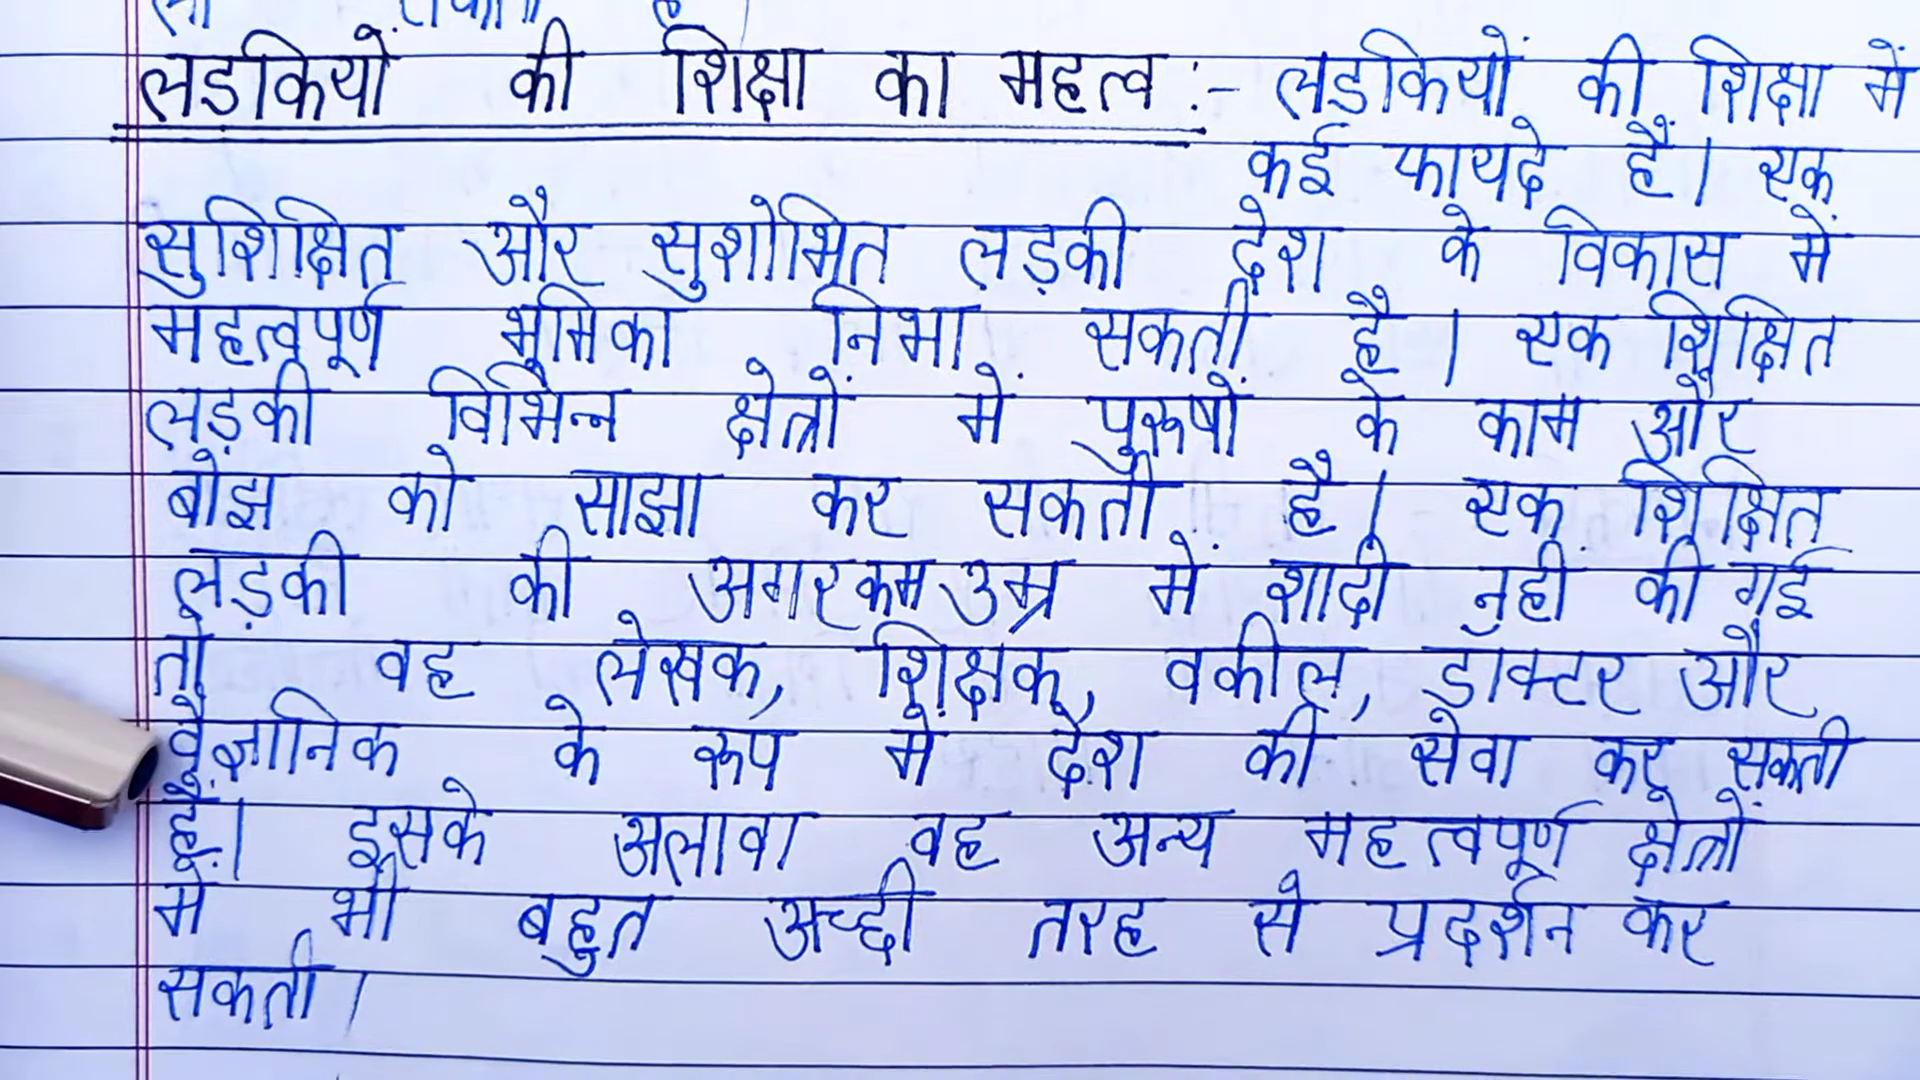 लडकियों की शिक्षा का महत्व :- लडकियों की शिक्षा में
कई फायदे हैं। एक
सुशिक्षित और सुशोभित लड़की देश के विकास में
महत्वपूर्ण भूमिका निभा सकती है। एक शिक्षित
लड़की विभिन्न क्षेत्रों में पुरूषों के काम और
बोझ को साझा कर सकती है। एक शिक्षित
लड़की की अगर कम उम्र में शादी नहीं की गई
तो वह लेखक, शिक्षक, वकील, डॉक्टर और
वैज्ञानिक के रूप में देश की सेवा कर सकती
हैं। इसके अलावा वह अन्य महत्वपूर्ण क्षेत्रों
में भी बहुत अच्छी तरह से प्रदर्शन कर
सकती।